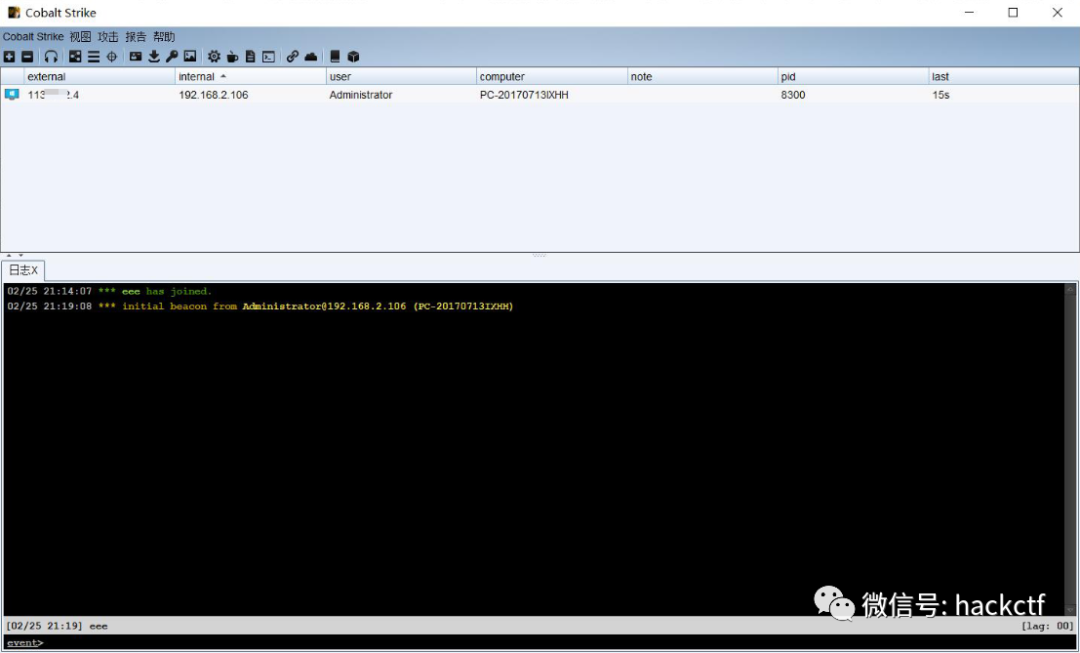 Cobalt Strike
Cobalt Strike 视图 攻击 报告 帮助
external internal user computer note pid last
192.168.2.106 Administrator PC-20170713IXHH 8300 15s
日志X
02/25 21:14:07 *** eee has joined.
02/25 21:19:08 *** initial beacon from Administrator@192.168.2.106 (PC-20170713IXHH)
微信号: hackctf
[02/25 21:19] eee [lag: 00]
event>